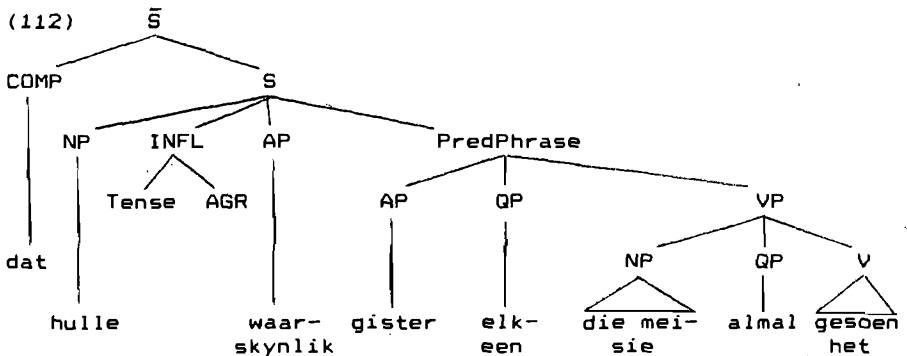 (112) S̄
COMP S
NP INFL AP PredPhrase
Tense AGR AP QP VP
NP QP V
dat
hulle waar- gister elk- die mei- almal gesoen
skynlik een sie het